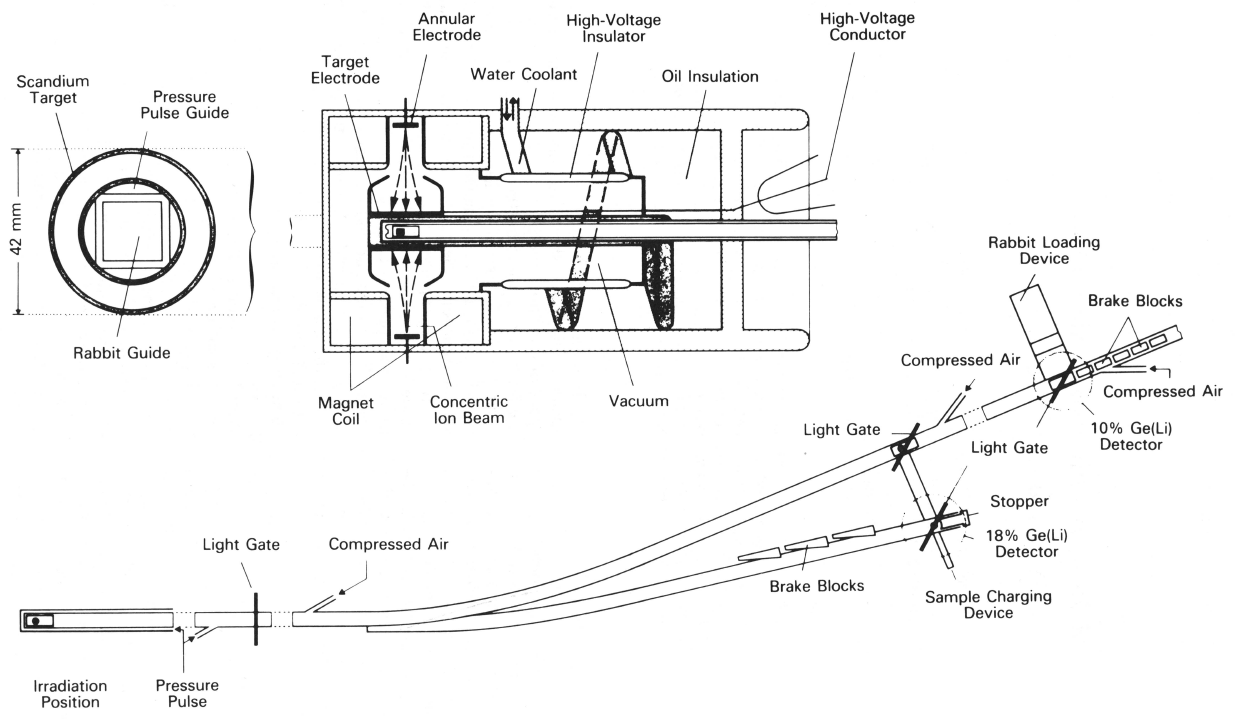 Annular
Electrode
High-Voltage
Insulator
High-Voltage
Conductor
Target
Electrode
Water Coolant
Oil Insulation
Scandium
Target
Pressure
Pulse Guide
42 mm
Rabbit Guide
Magnet
Coil
Concentric
Ion Beam
Vacuum
Rabbit Loading
Device
Brake Blocks
Compressed Air
Compressed Air
10% Ge(Li)
Detector
Light Gate
Light Gate
Stopper
18% Ge(Li)
Detector
Brake Blocks
Sample Charging
Device
Light Gate
Compressed Air
Irradiation
Position
Pressure
Pulse